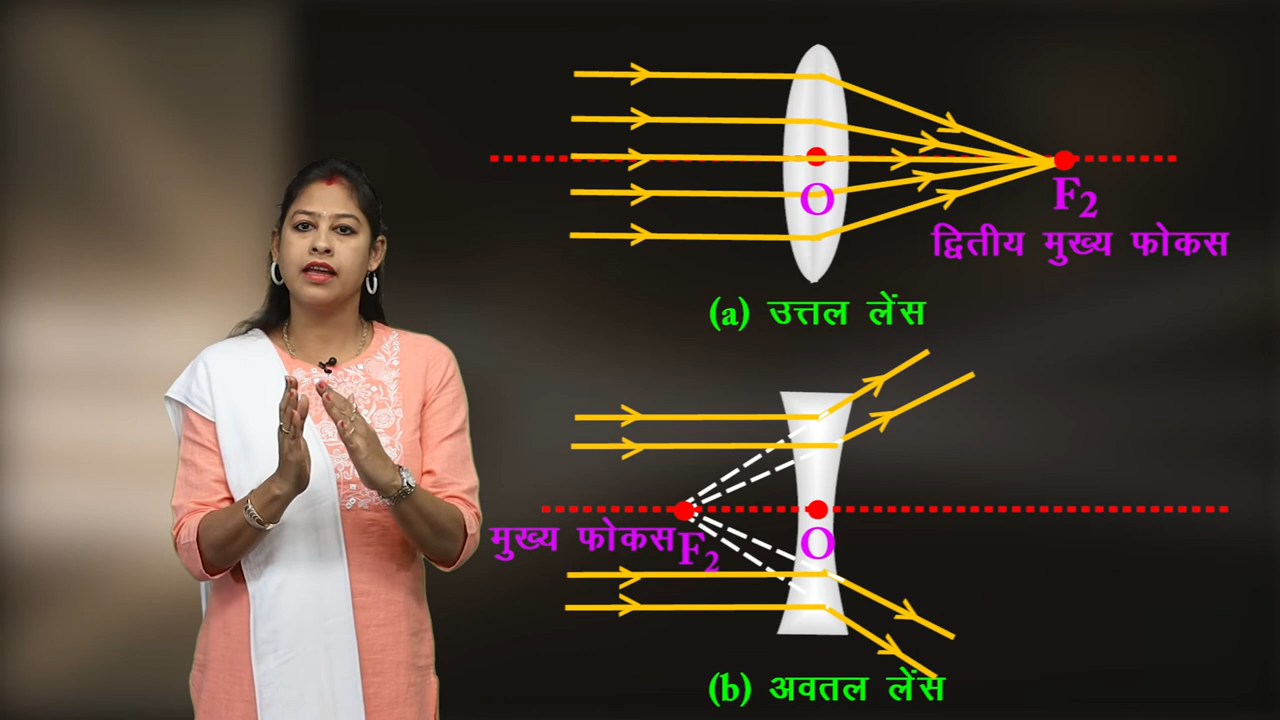 O
F2
द्वितीय मुख्य फोकस
(a) उत्तल लेंस
मुख्य फोकस F2
O
(b) अवतल लेंस